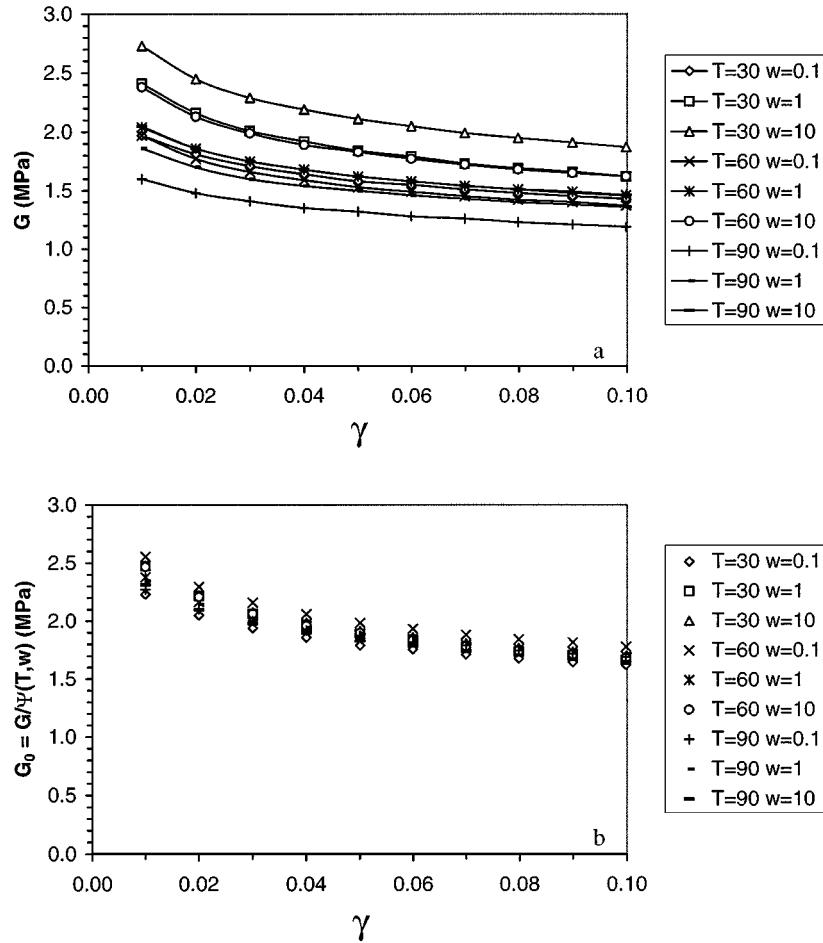 3.0
2.5
2.0
1.5
1.0
0.5
0.0
G (MPa)
0.00 0.02 0.04 0.06 0.08 0.10
γ
a
T=30 w=0.1
T=30 w=1
T=30 w=10
T=60 w=0.1
T=60 w=1
T=60 w=10
T=90 w=0.1
T=90 w=1
T=90 w=10
3.0
2.5
2.0
1.5
1.0
0.5
0.0
G₀ = G/Ψ(T,w) (MPa)
0.00 0.02 0.04 0.06 0.08 0.10
γ
b
T=30 w=0.1
T=30 w=1
T=30 w=10
T=60 w=0.1
T=60 w=1
T=60 w=10
T=90 w=0.1
T=90 w=1
T=90 w=10